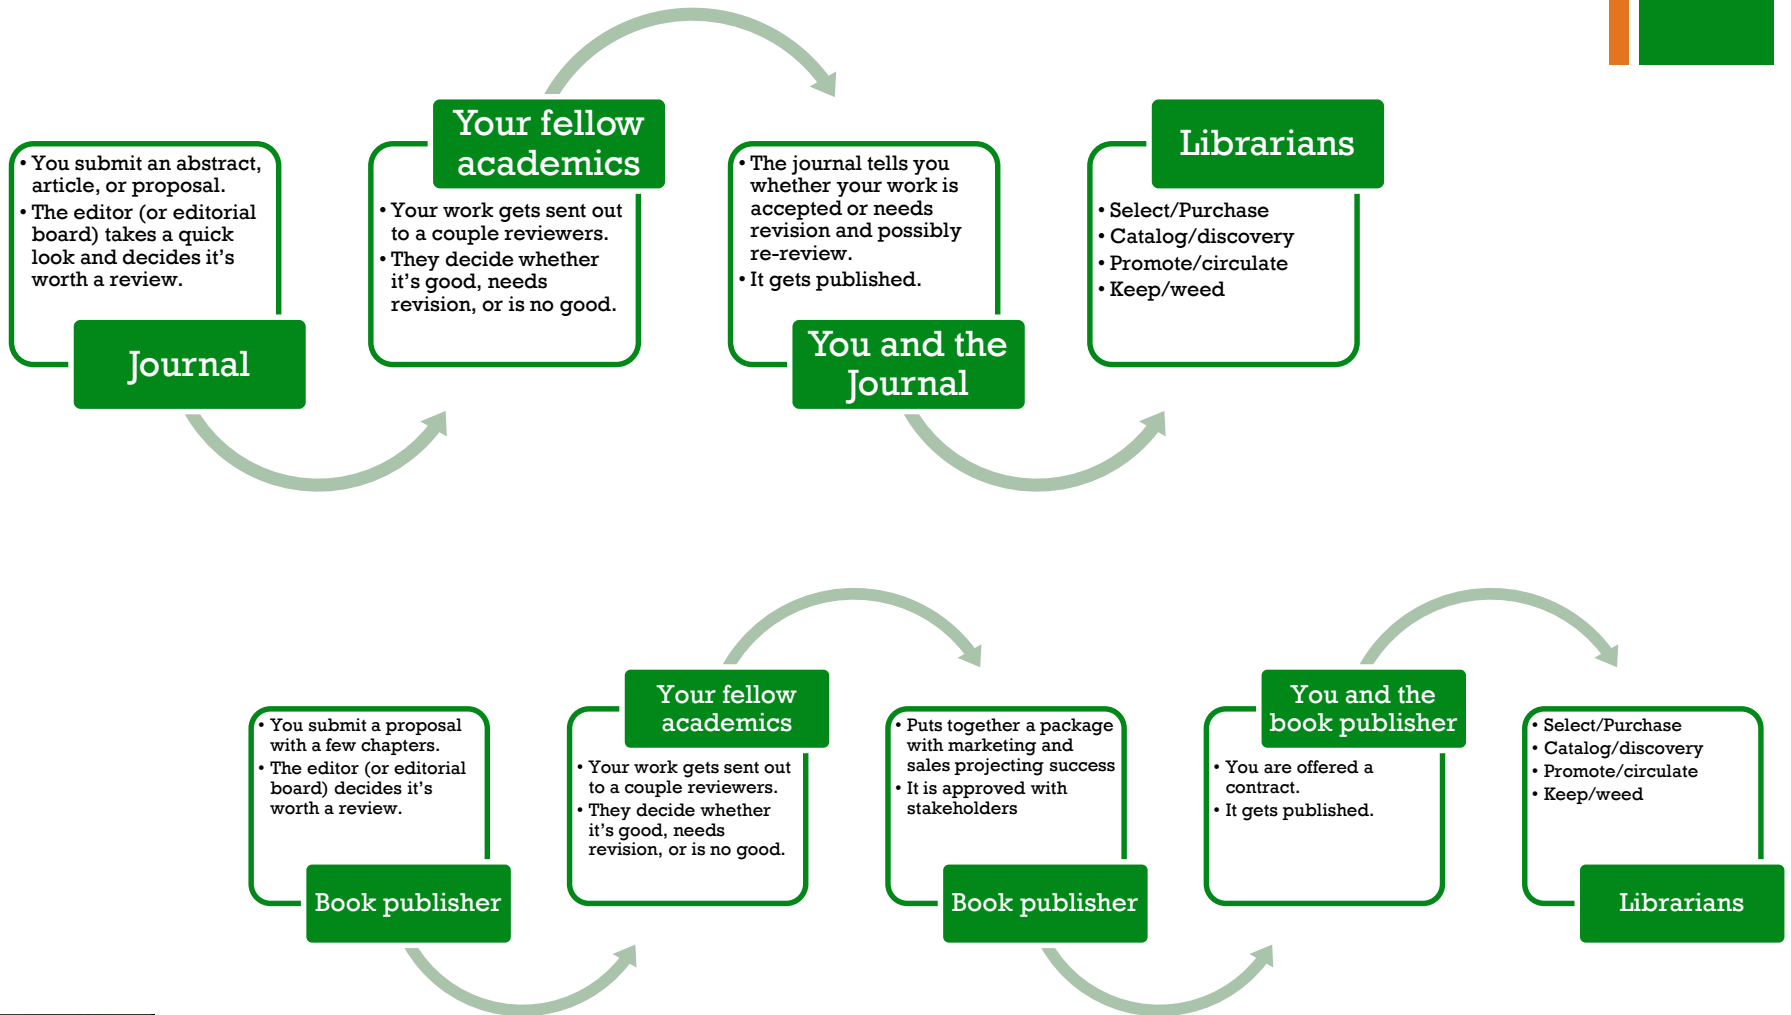 • You submit an abstract,
article, or proposal.
• The editor (or editorial
board) takes a quick
look and decides it's
worth a review.
Journal
Your fellow
academics
• Your work gets sent out
to a couple reviewers.
• They decide whether
it's good, needs
revision, or is no good.
• The journal tells you
whether your work is
accepted or needs
revision and possibly
re-review.
• It gets published.
You and the
Journal
Librarians
• Select/Purchase
• Catalog/discovery
• Promote/circulate
• Keep/weed
• You submit a proposal
with a few chapters.
• The editor (or editorial
board) decides it's
worth a review.
Book publisher
Your fellow
academics
• Your work gets sent out
to a couple reviewers.
• They decide whether
it's good, needs
revision, or is no good.
• Puts together a package
with marketing and
sales projecting success
• It is approved with
stakeholders
Book publisher
You and the
book publisher
• You are offered a
contract.
• It gets published.
• Select/Purchase
• Catalog/discovery
• Promote/circulate
• Keep/weed
Librarians